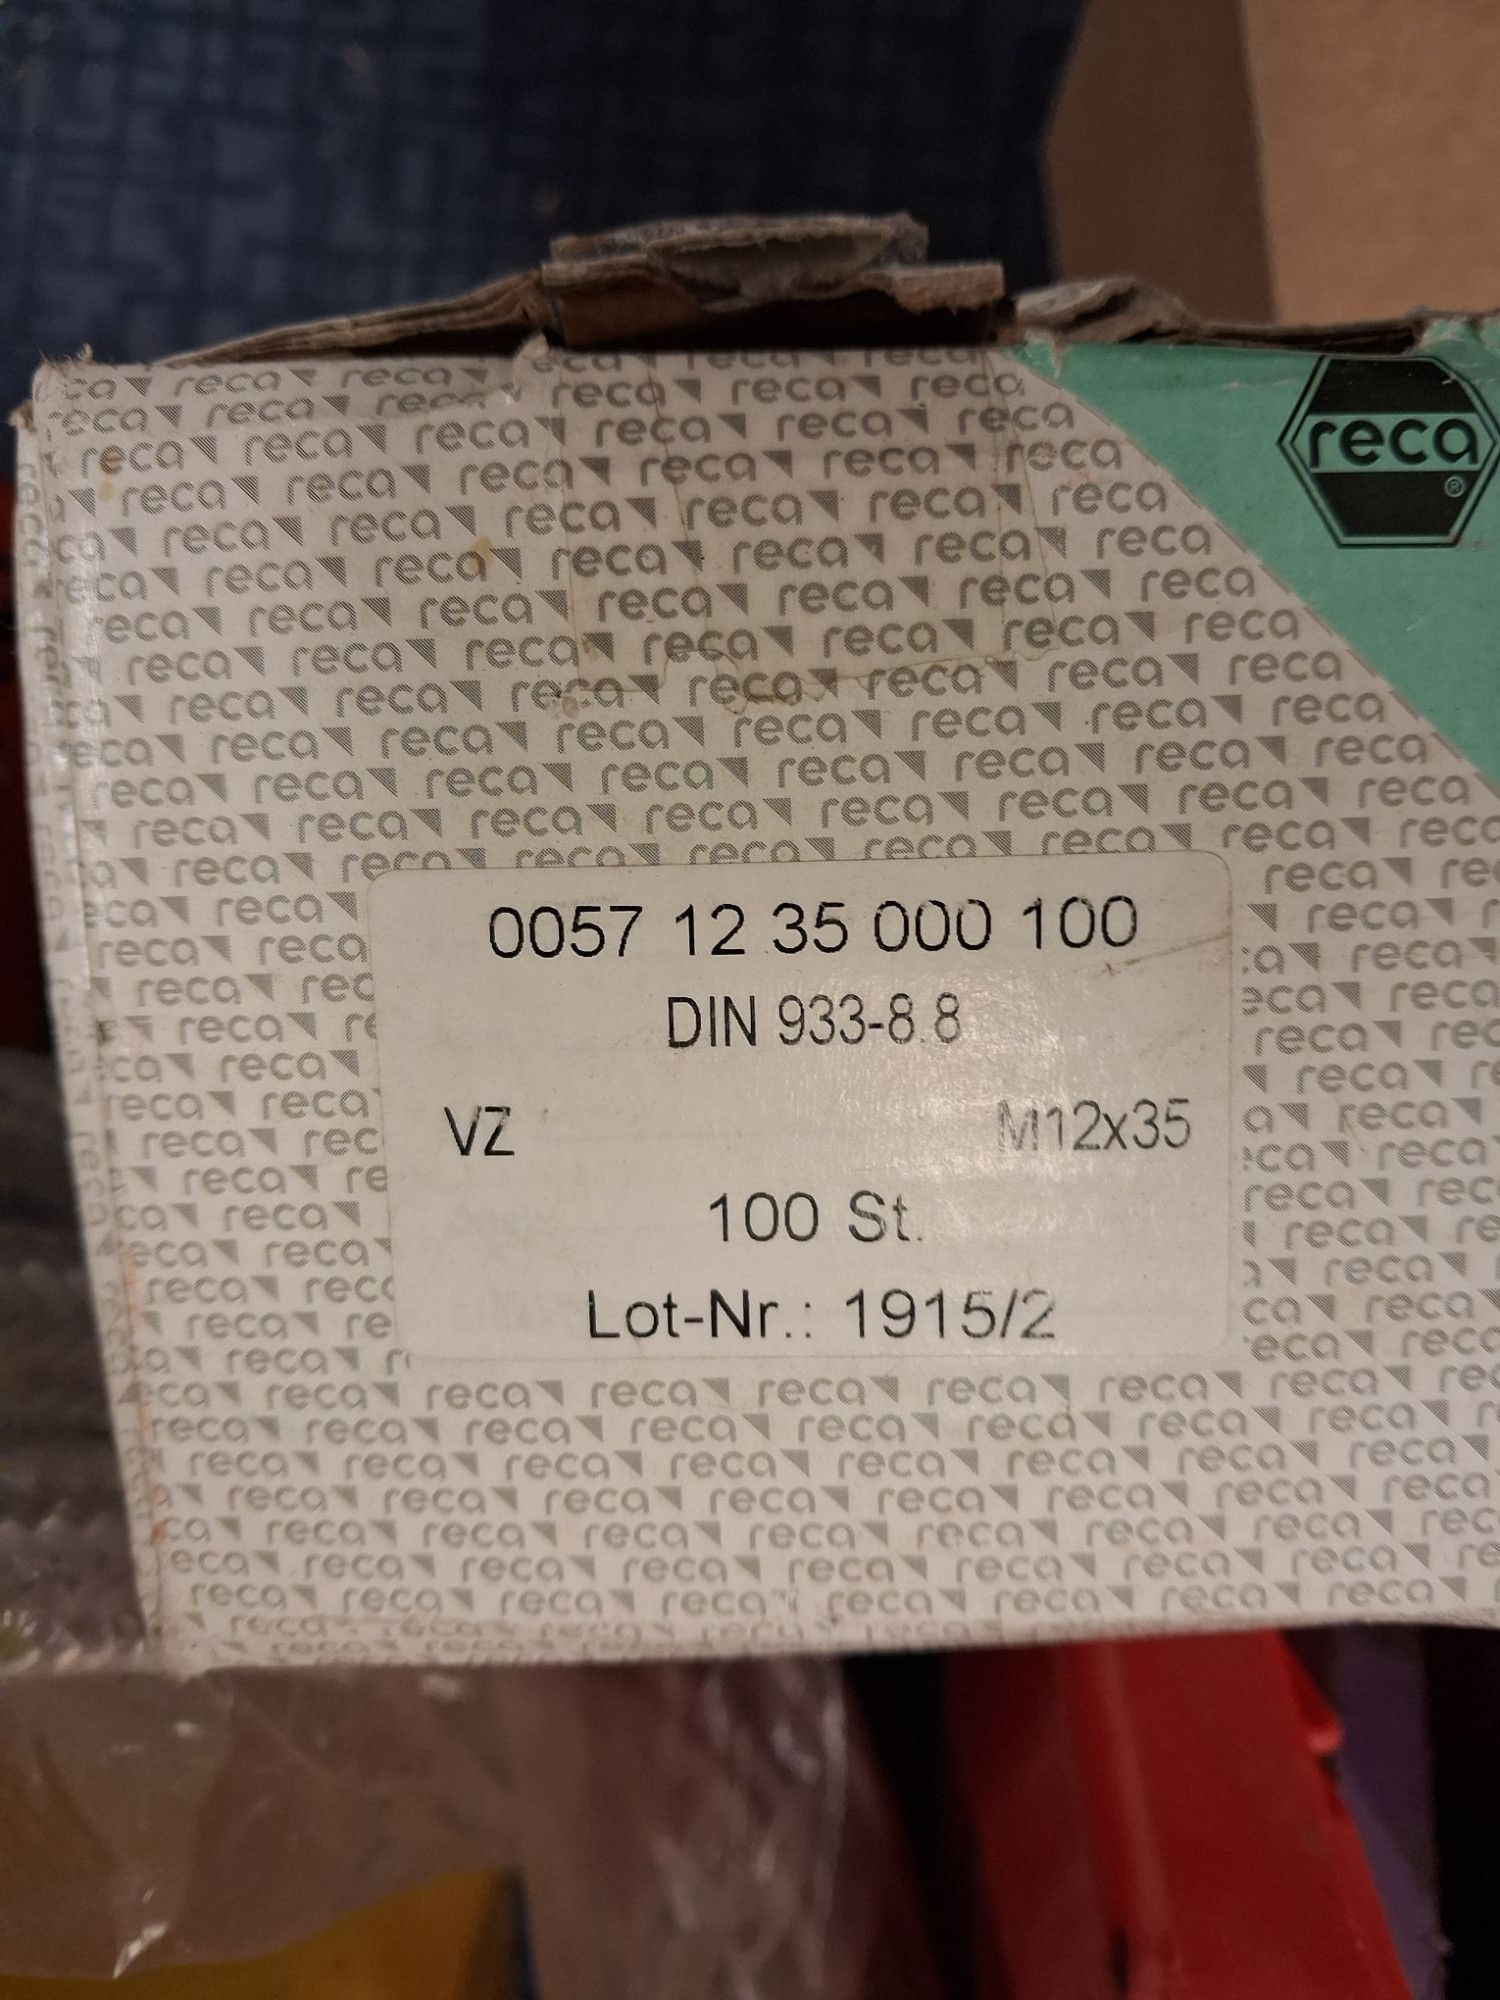 reca
®
0057 12 35 000 100
DIN 933-8.8
VZ M12x35
100 St.
Lot-Nr.: 1915/2